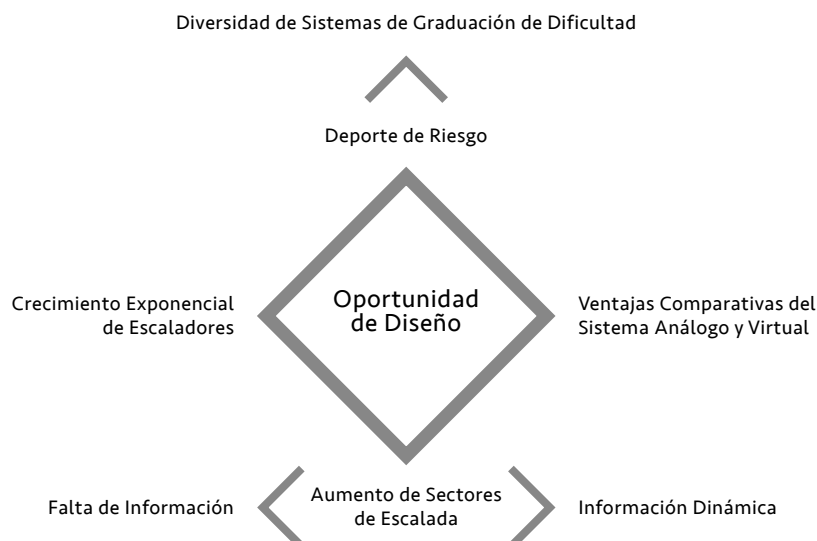 Diversidad de Sistemas de Graduación de Dificultad
Deporte de Riesgo
Crecimiento Exponencial
de Escaladores
Oportunidad
de Diseño
Ventajas Comparativas del
Sistema Análogo y Virtual
Falta de Información
Aumento de Sectores
de Escalada
Información Dinámica